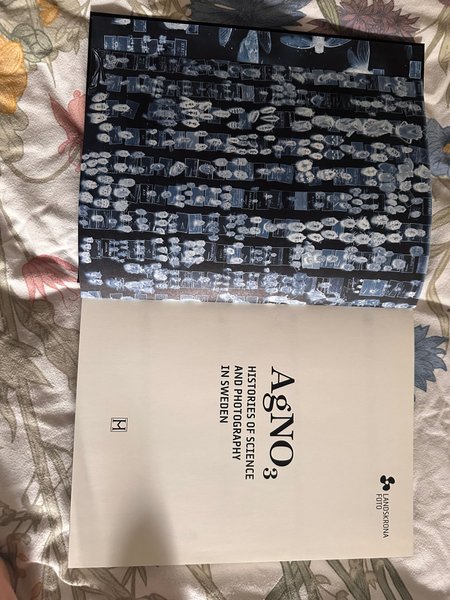 LANDSKRONA
FOTO
AgNO3
HISTORIES OF SCIENCE
AND PHOTOGRAPHY
IN SWEDEN
M